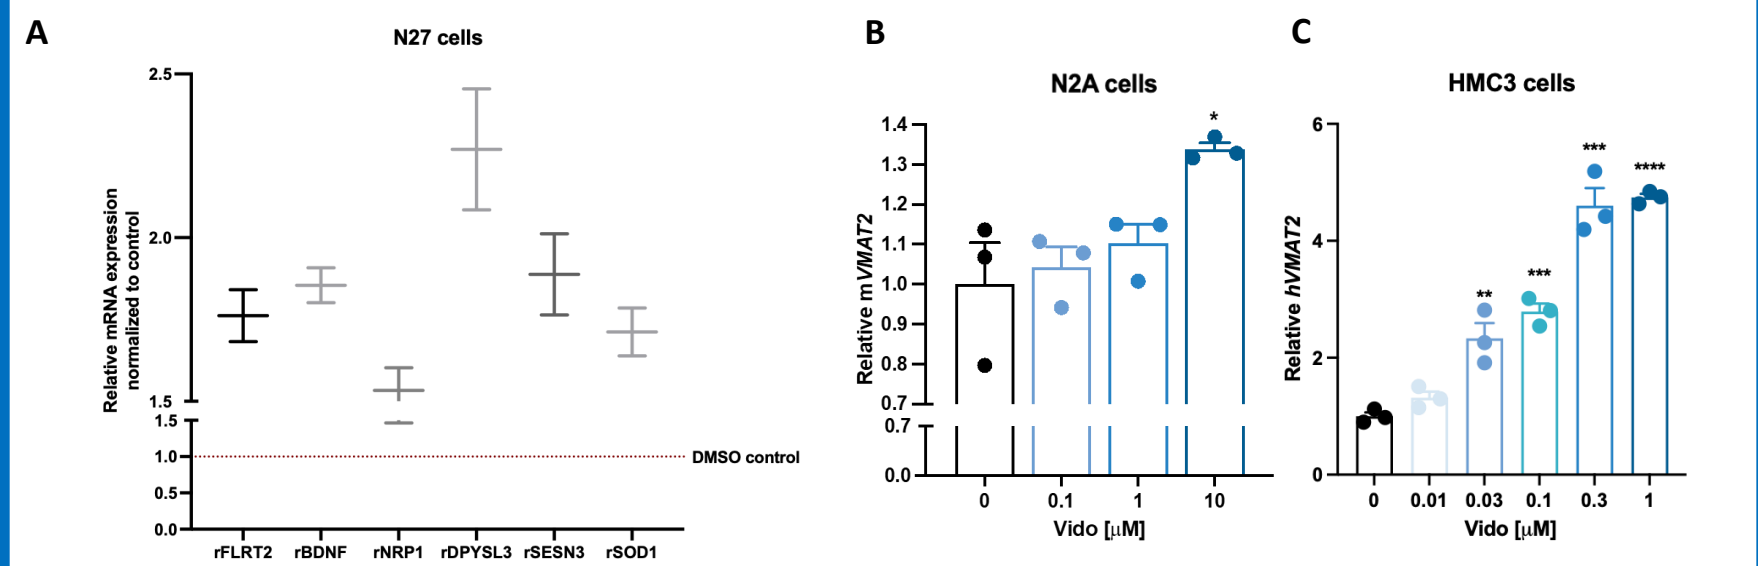 A
N27 cells
Relative mRNA expression
normalized to control
2.5
2.0
1.5
1.5
1.0
0.5
0.0
DMSO control
rFLRT2 rBDNF rNRP1 rDPYSL3 rSESN3 rSOD1
B
N2A cells
Relative mVMAT2
1.4
1.3
1.2
1.1
1.0
0.9
0.8
0.7
0.7
0.0
*
0 0.1 1 10
Vido [µM]
C
HMC3 cells
Relative hVMAT2
6
4
2
0
** *** *** ****
0 0.01 0.03 0.1 0.3 1
Vido [µM]